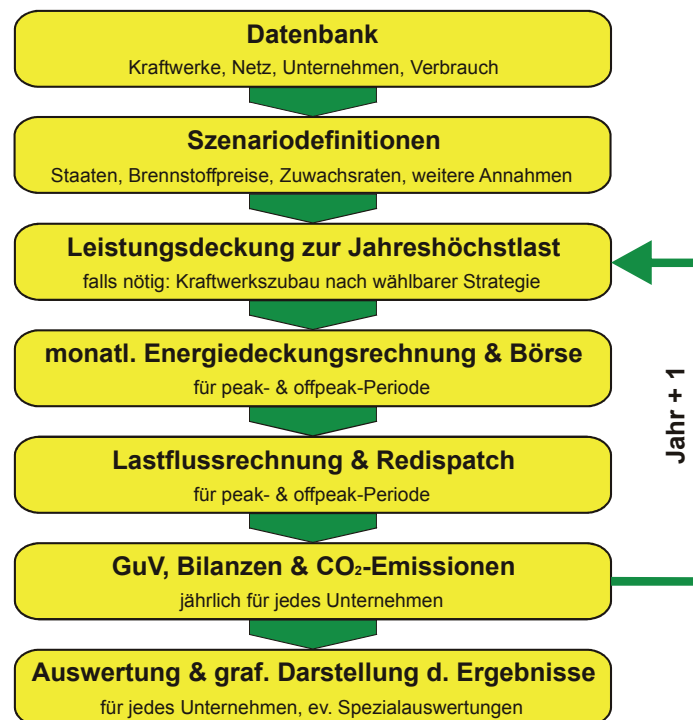 Datenbank
Kraftwerke, Netz, Unternehmen, Verbrauch
Szenariodefinitionen
Staaten, Brennstoffpreise, Zuwachsraten, weitere Annahmen
Leistungsdeckung zur Jahreshöchstlast
falls nötig: Kraftwerkszubau nach wählbarer Strategie
monatl. Energiedeckungsrechnung & Börse
für peak- & offpeak-Periode
Lastflussrechnung & Redispatch
für peak- & offpeak-Periode
GuV, Bilanzen & CO₂-Emissionen
jährlich für jedes Unternehmen
Auswertung & graf. Darstellung d. Ergebnisse
für jedes Unternehmen, ev. Spezialauswertungen
Jahr + 1